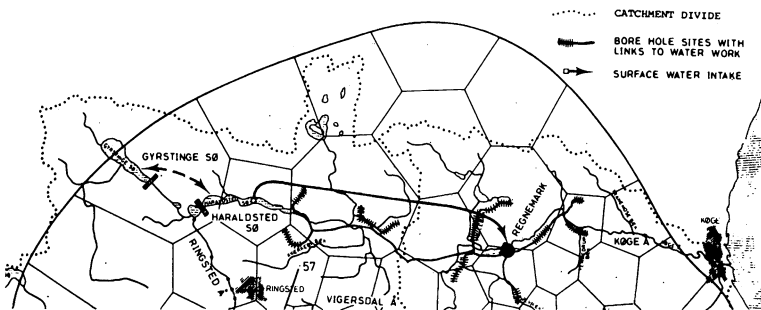 CATCHMENT DIVIDE
BORE HOLE SITES WITH
LINKS TO WATER WORK
SURFACE WATER INTAKE
GYRSTINGE SØ
HARALDSTED
SØ
REGNEMARK
KØGE
KØGE Å
RINGSTED Å
RINGSTED
57
VIGERSDAL Å